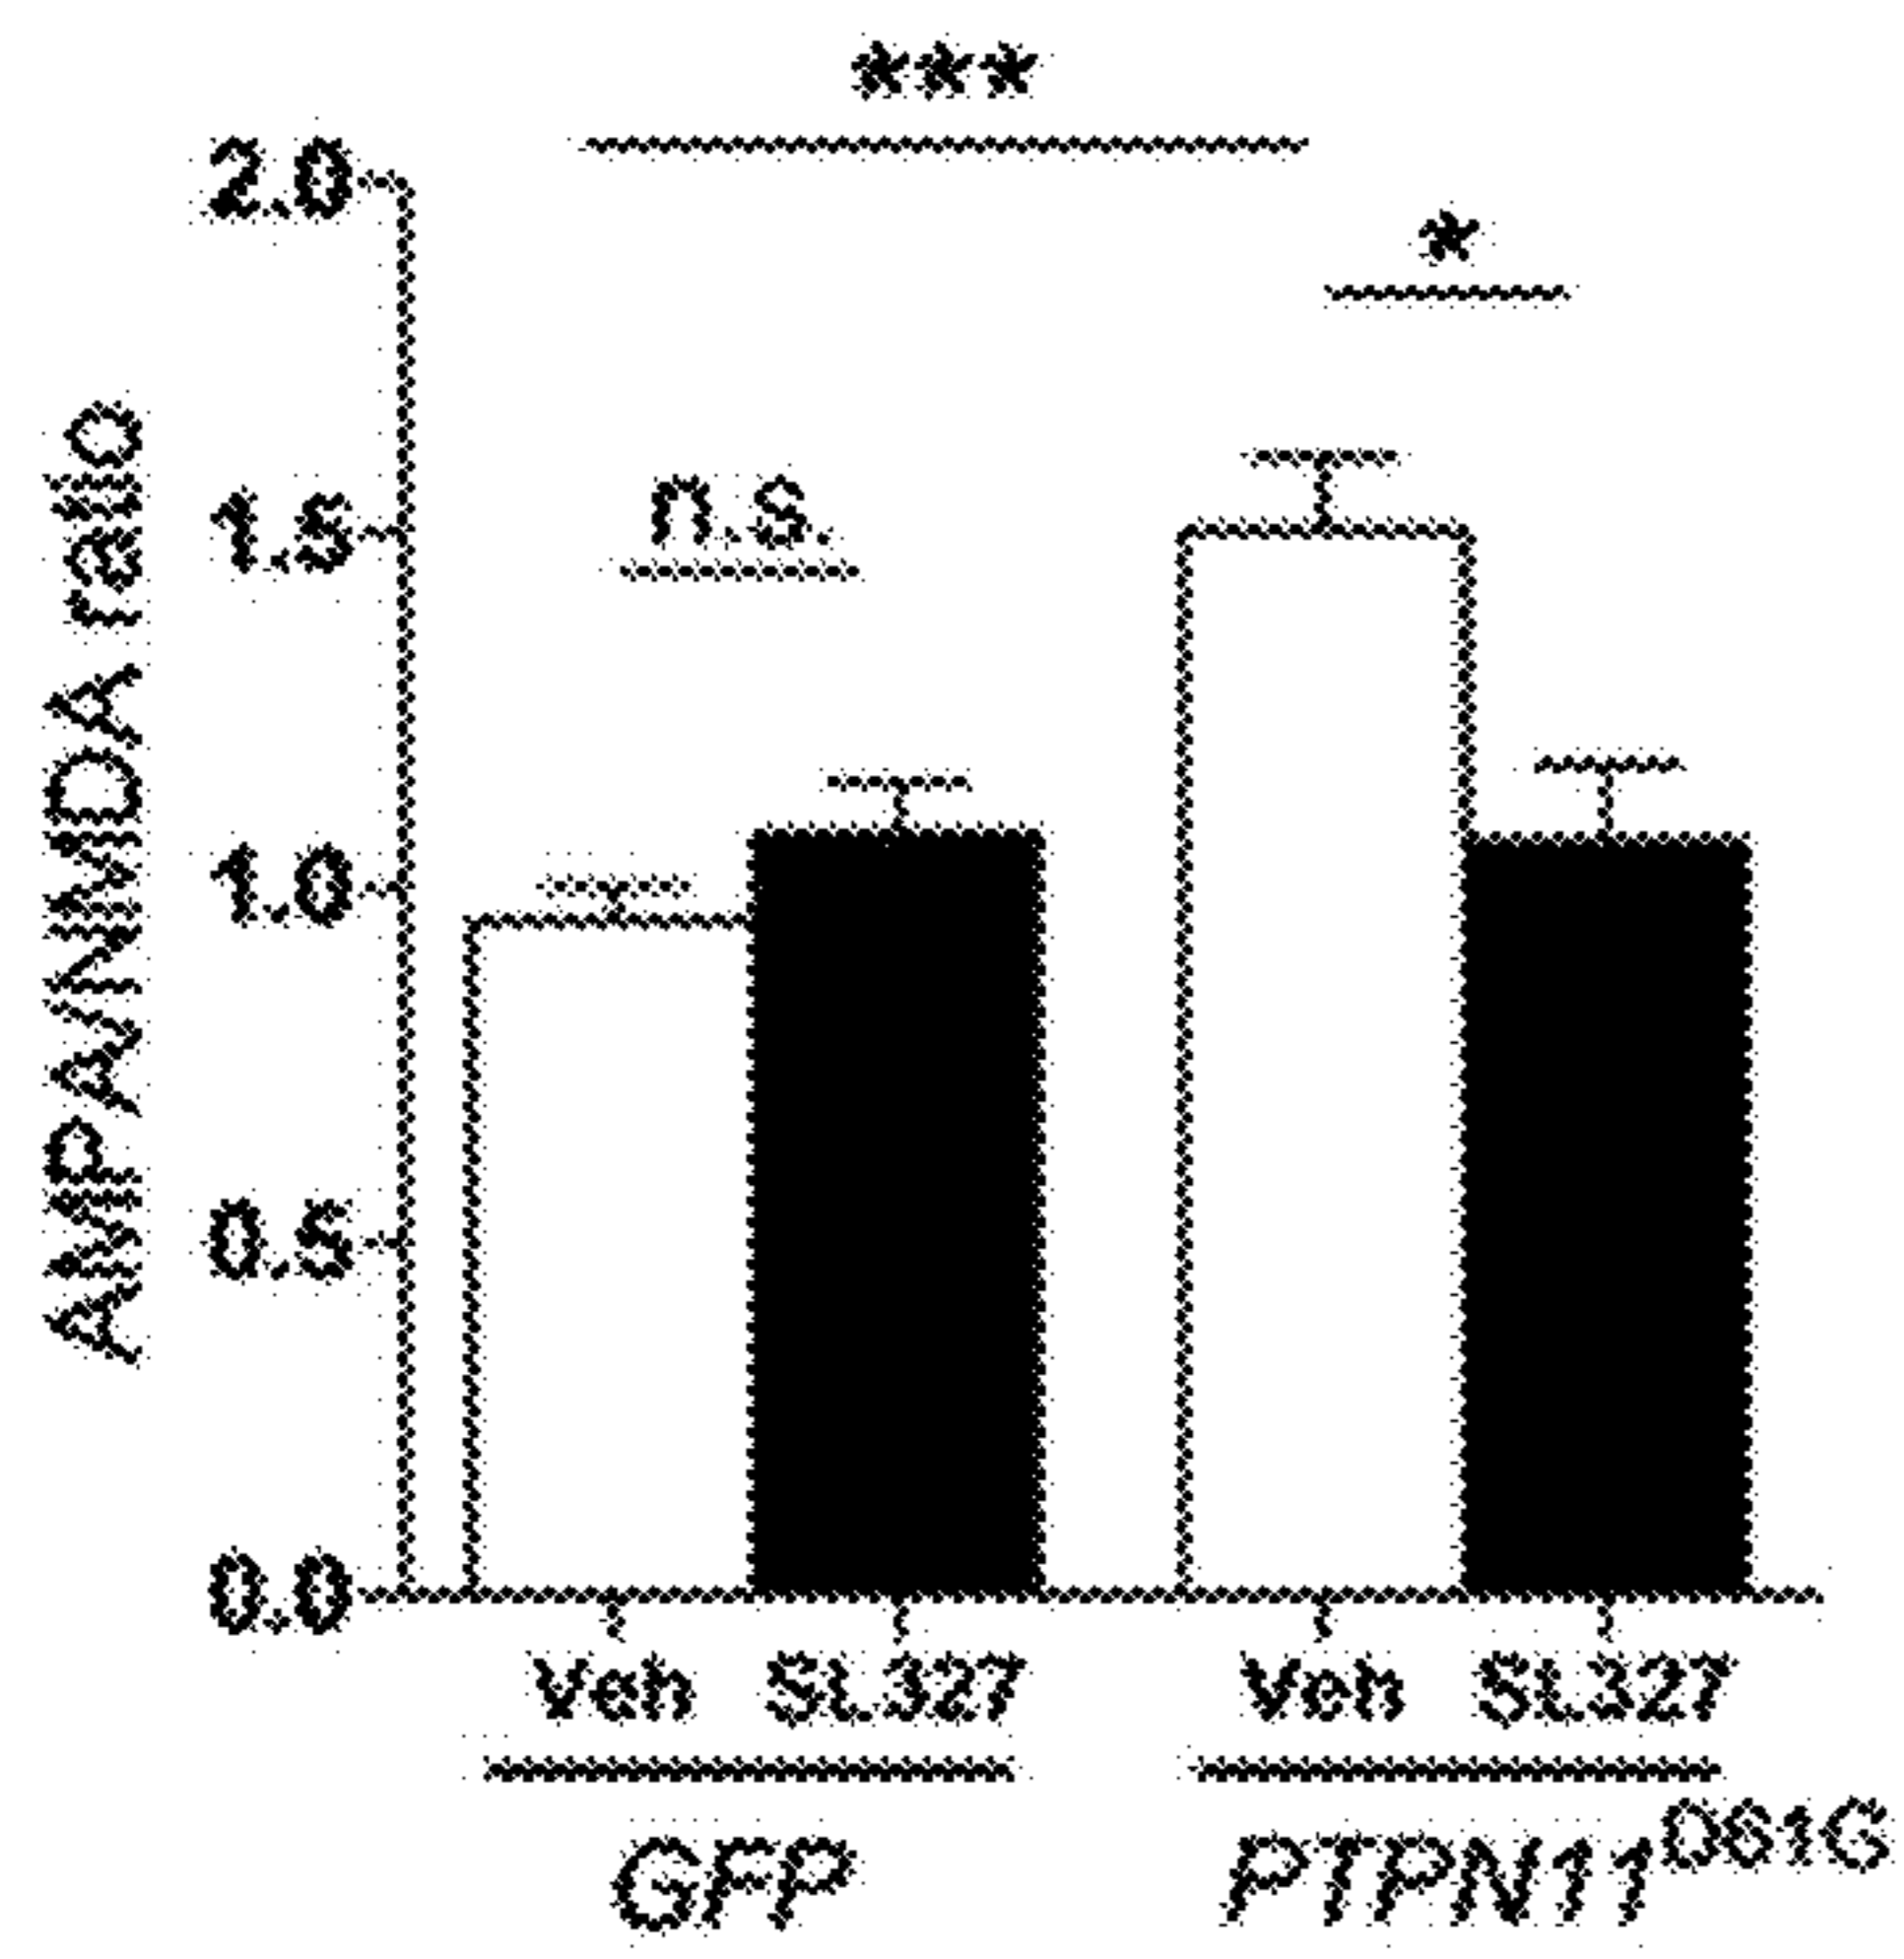 ***
2.0
*
AMPA/NMDA ratio
1.5
n.s.
1.0
0.5
0.0
Veh SL327 Veh SL327
GFP PTPN11D61G